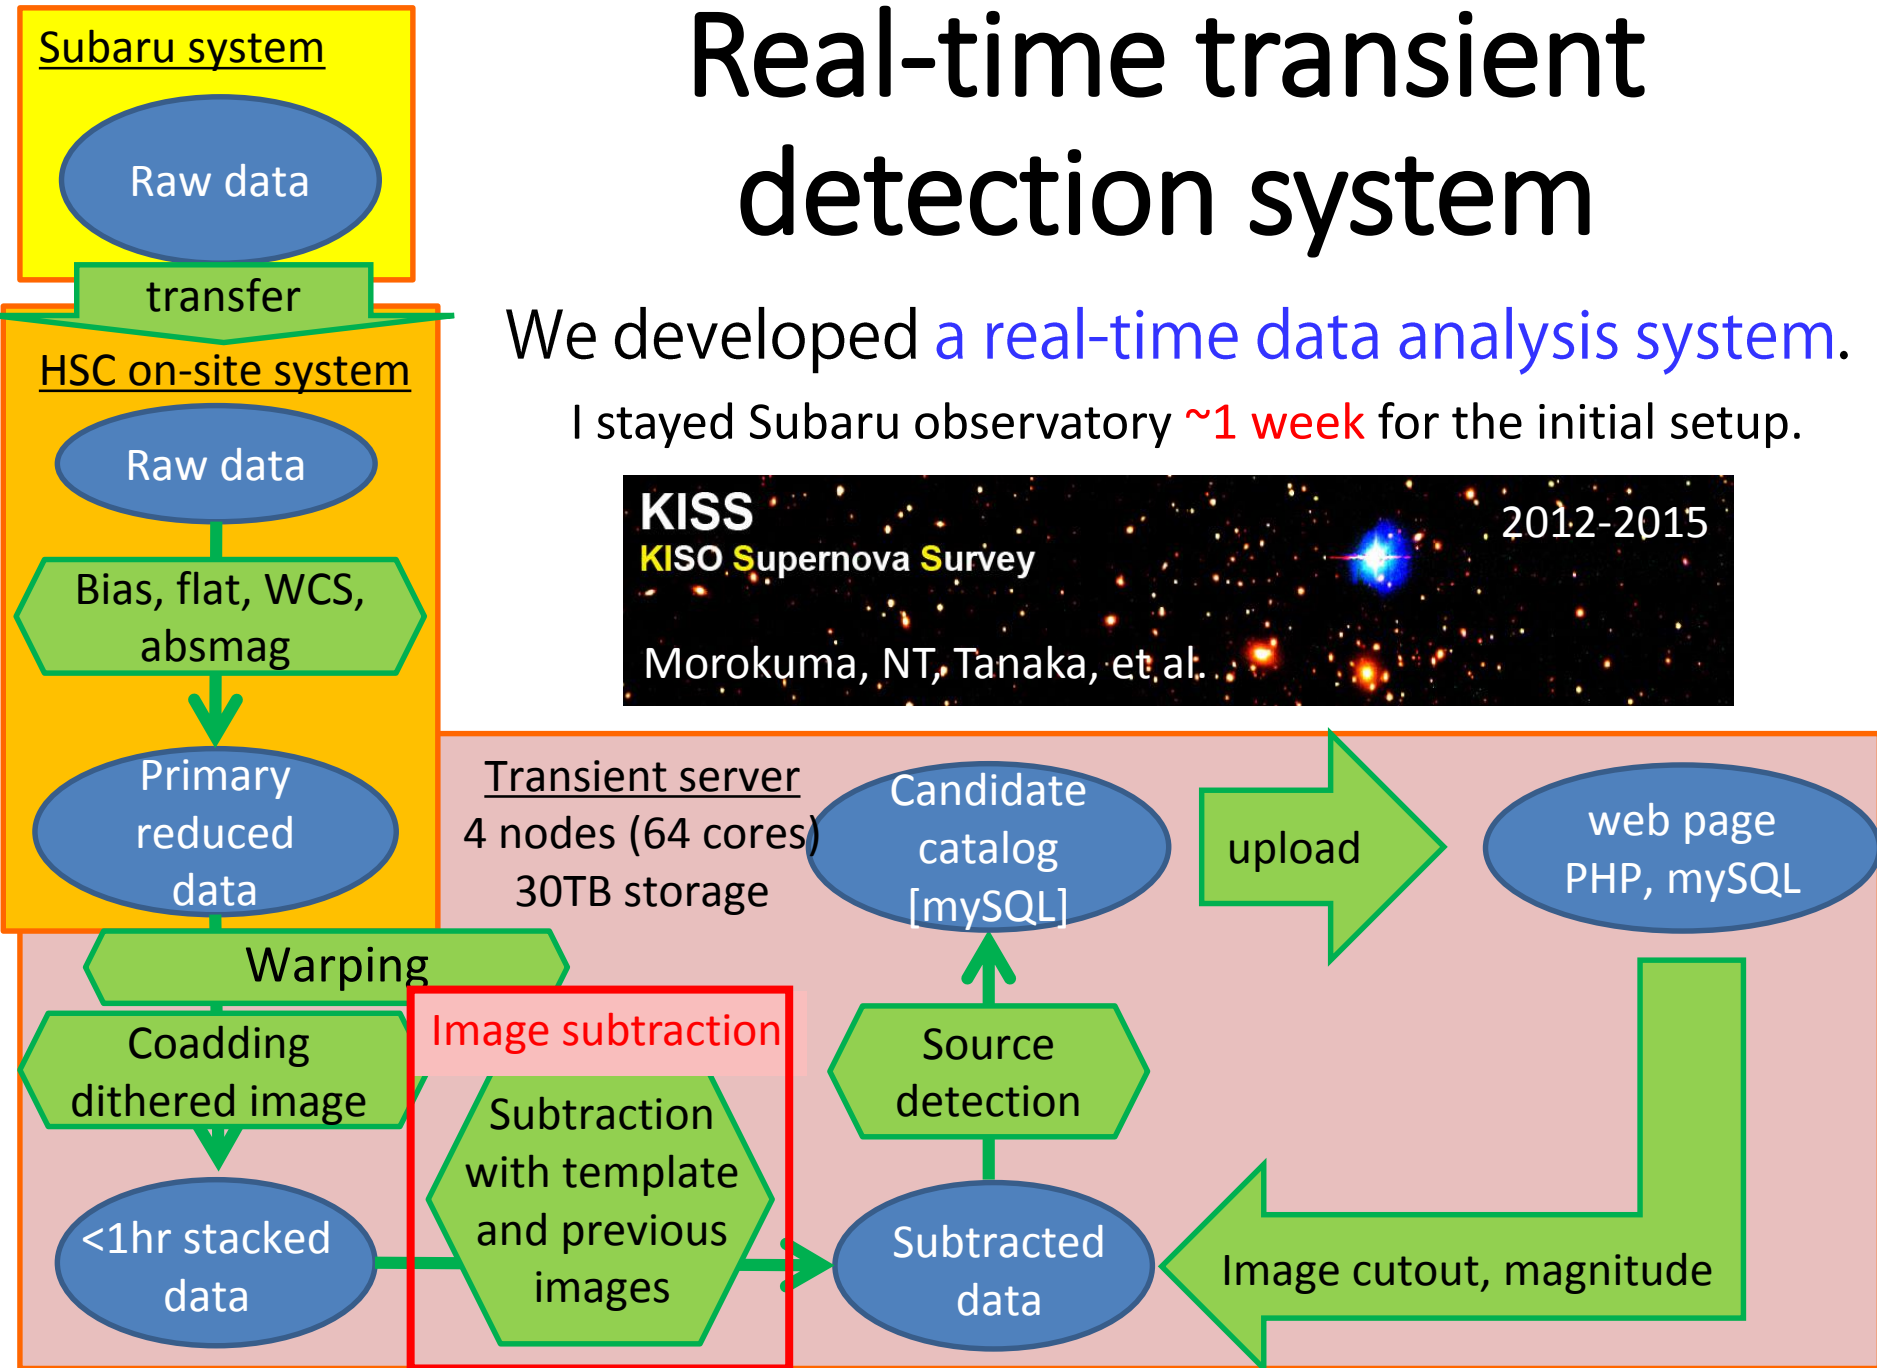 Real-time transient
detection system
Subaru system
Raw data
transfer
HSC on-site system
Raw data
Bias, flat, WCS,
absmag
Primary
reduced
data
We developed a real-time data analysis system.
I stayed Subaru observatory ~1 week for the initial setup.
KISS
KISO Supernova Survey
2012-2015
Morokuma, NT, Tanaka, et al.
Transient server
4 nodes (64 cores)
30TB storage
Candidate
catalog
[mySQL]
upload
web page
PHP, mySQL
Warping
Coadding
dithered image
Image subtraction
Subtraction
with template
and previous
images
Source
detection
<1hr stacked
data
Subtracted
data
Image cutout, magnitude